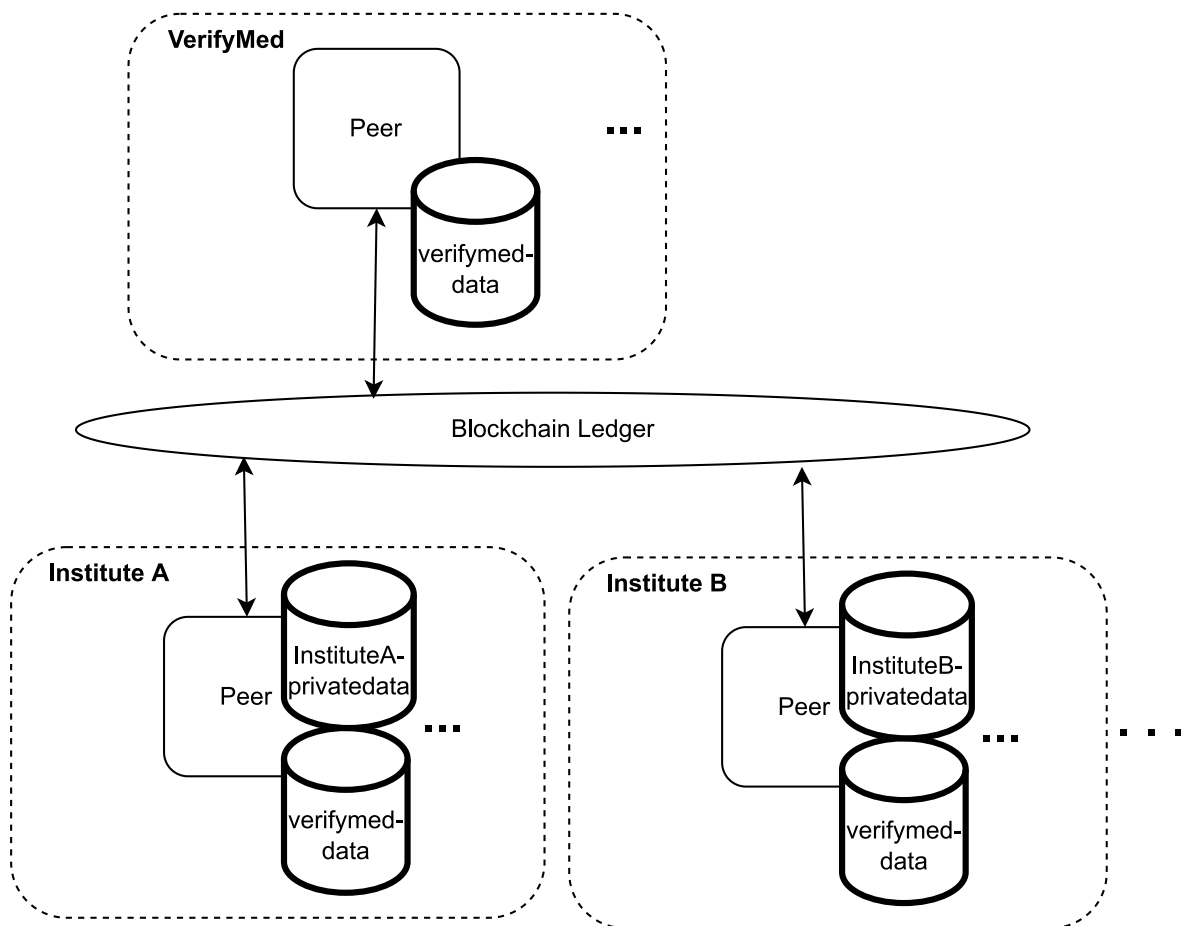 VerifyMed
Peer
...
verifymed-
data
Blockchain Ledger
Institute A
InstituteA-
privatedata
Peer
...
verifymed-
data
Institute B
InstituteB-
privatedata
Peer
...
verifymed-
data
. . .